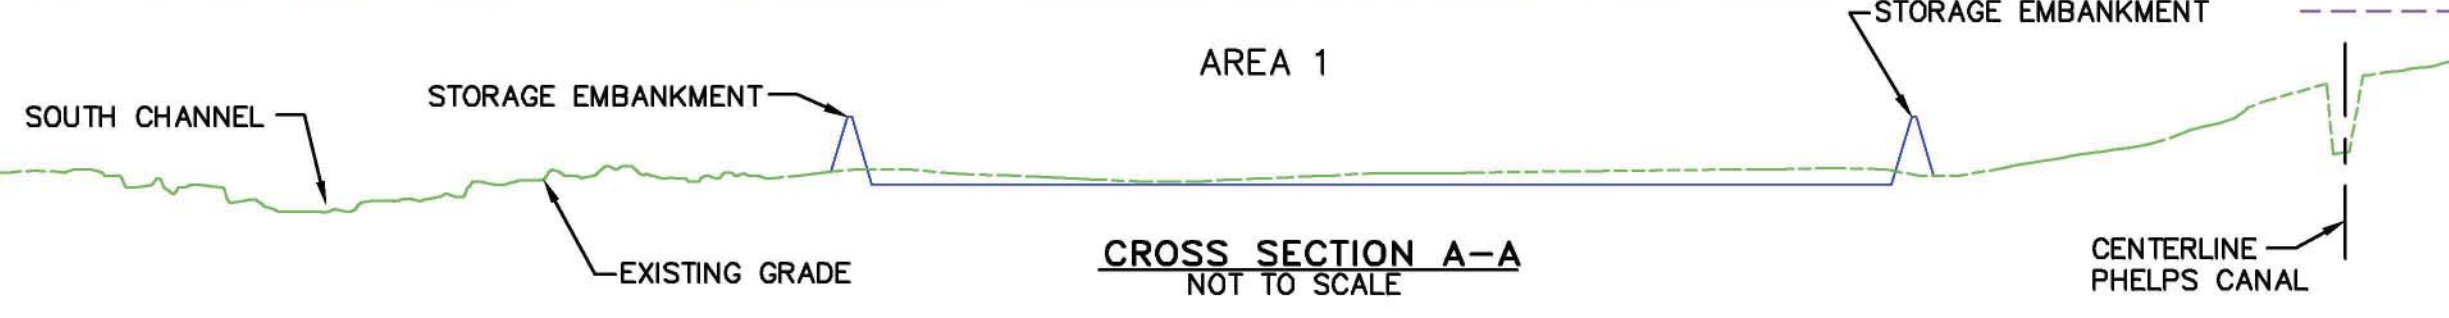 STORAGE EMBANKMENT
AREA 1
STORAGE EMBANKMENT
SOUTH CHANNEL
EXISTING GRADE
CROSS SECTION A-A
NOT TO SCALE
CENTERLINE
PHELPS CANAL